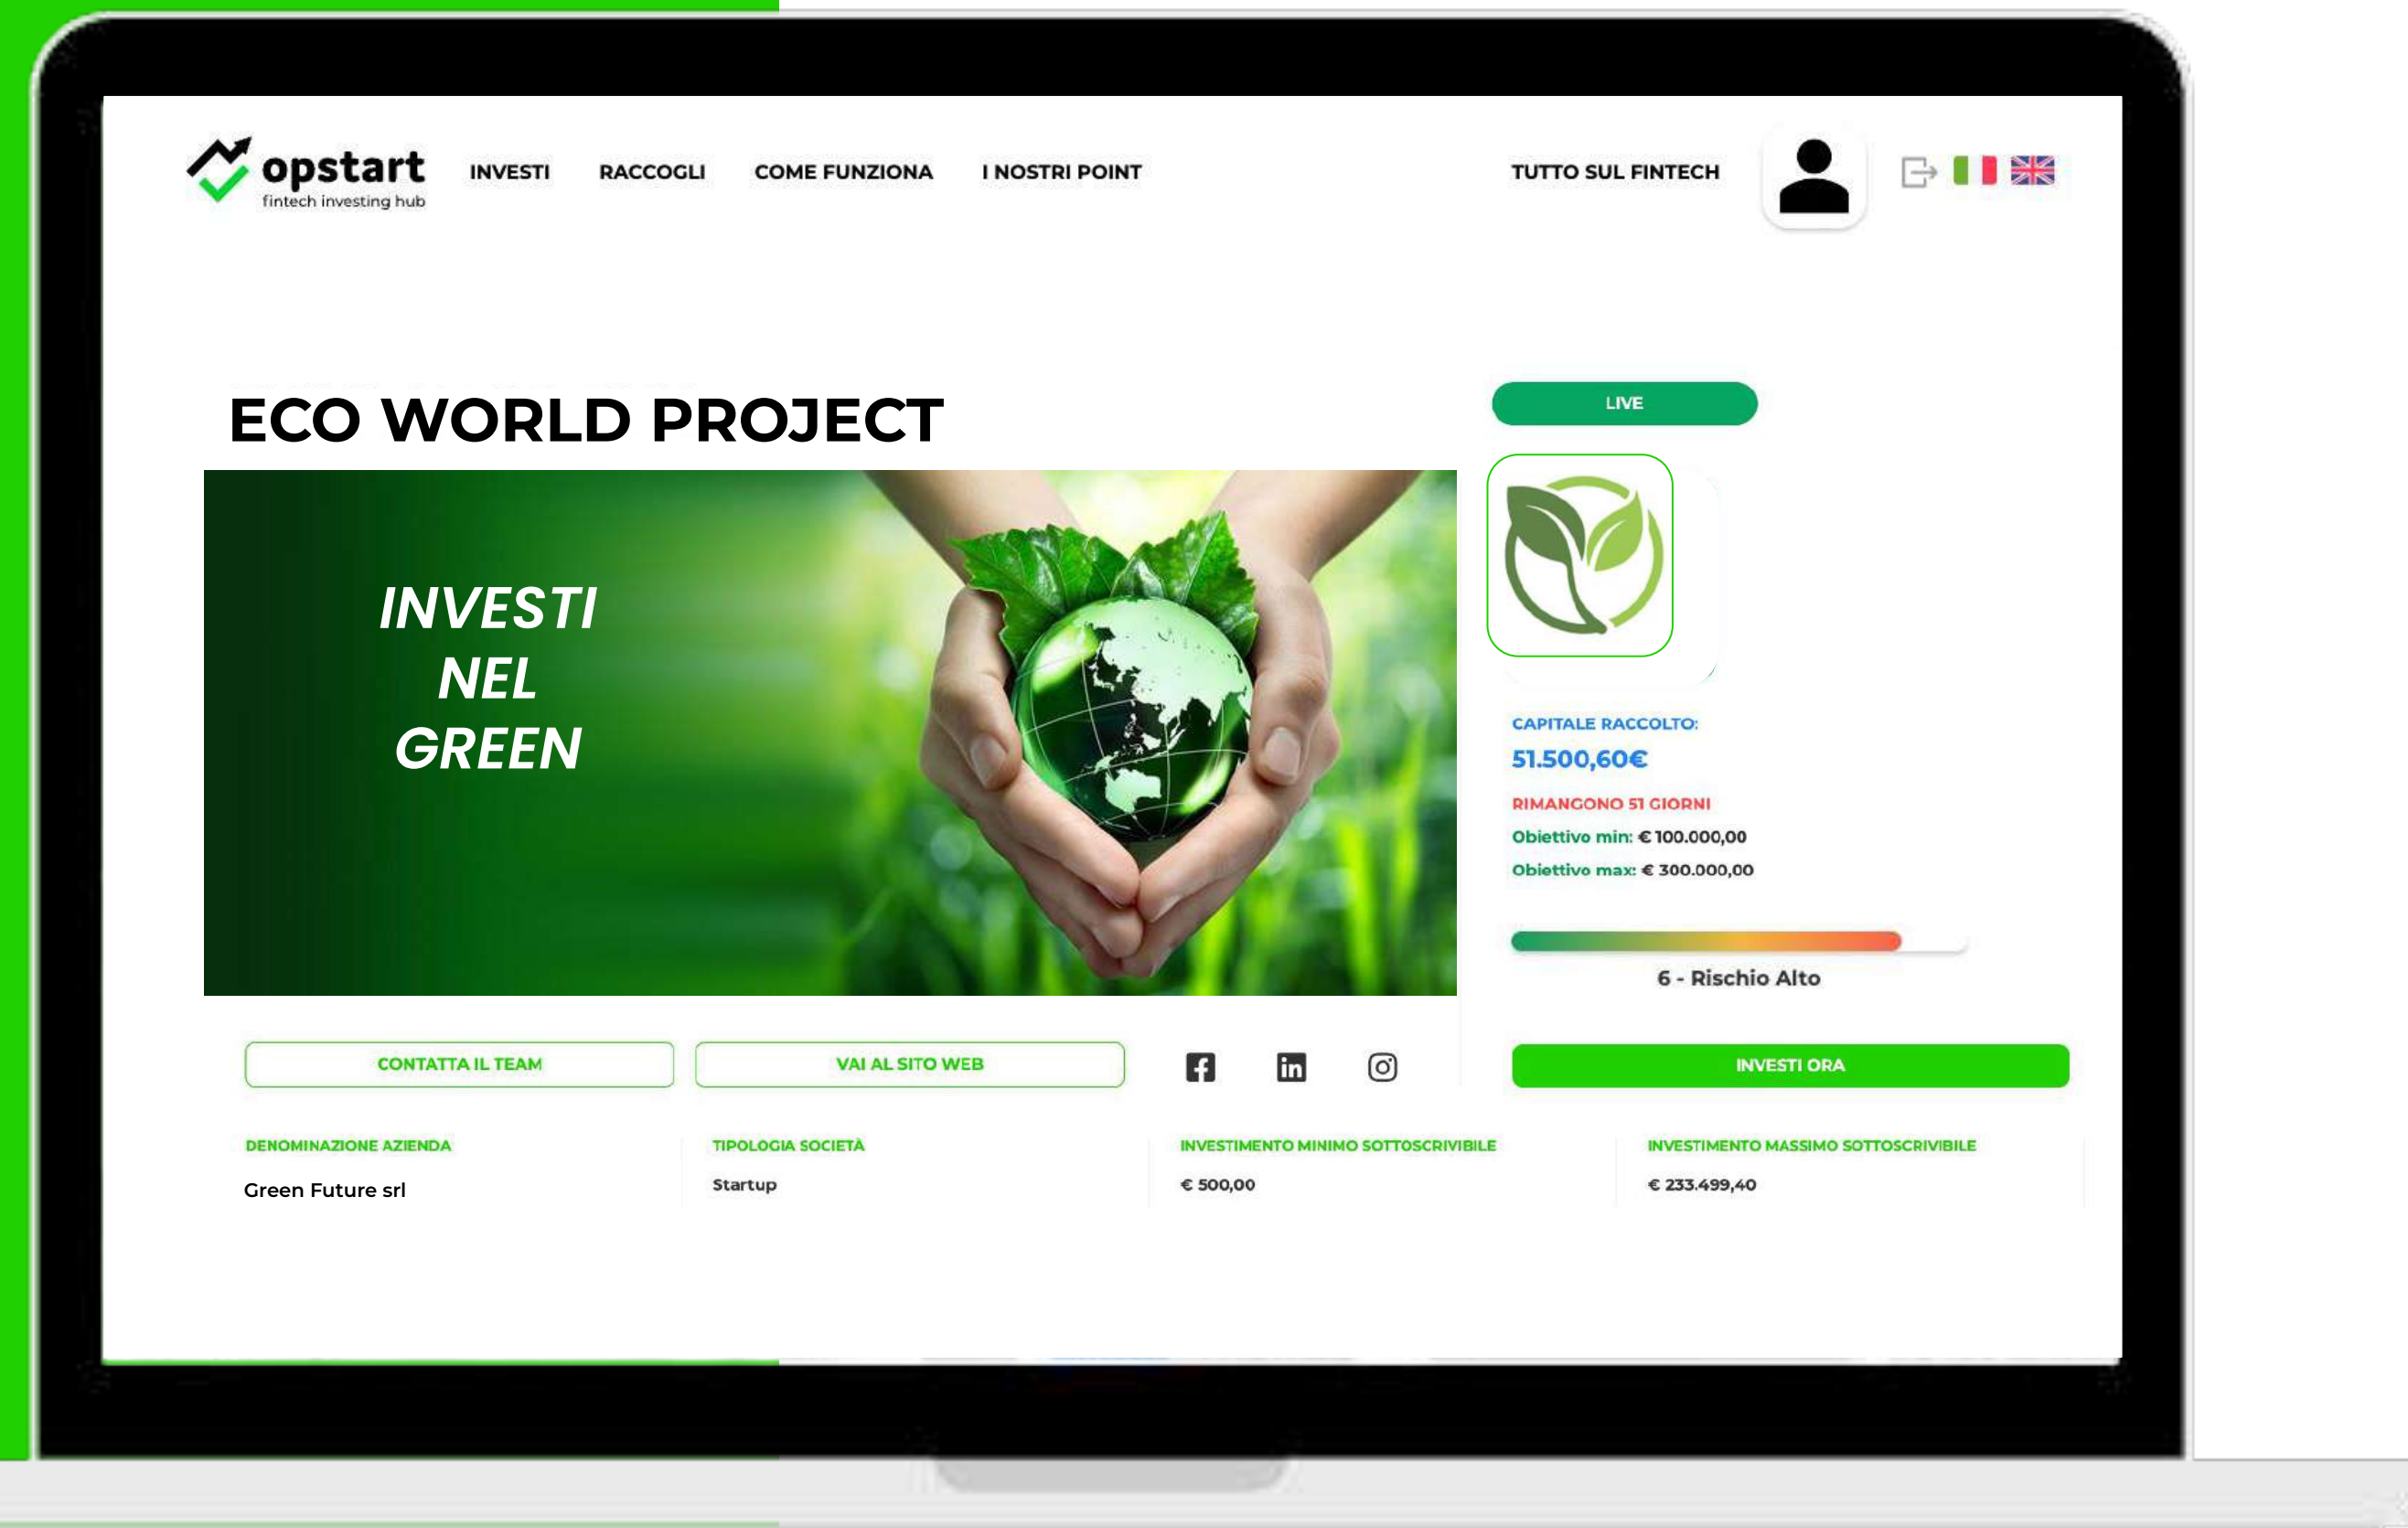 opstart
fintech investing hub
INVESTI
RACCOGLI
COME FUNZIONA
I NOSTRI POINT
TUTTO SUL FINTECH
ECO WORLD PROJECT
LIVE
INVESTI
NEL
GREEN
CAPITALE RACCOLTO:
51.500,60€
RIMANGONO 51 GIORNI
Obiettivo min: € 100.000,00
Obiettivo max: € 300.000,00
6 - Rischio Alto
CONTATTA IL TEAM
VAI AL SITO WEB
INVESTI ORA
DENOMINAZIONE AZIENDA
Green Future srl
TIPOLOGIA SOCIETÀ
Startup
INVESTIMENTO MINIMO SOTTOSCRIVIBILE
€ 500,00
INVESTIMENTO MASSIMO SOTTOSCRIVIBILE
€ 233.499,40